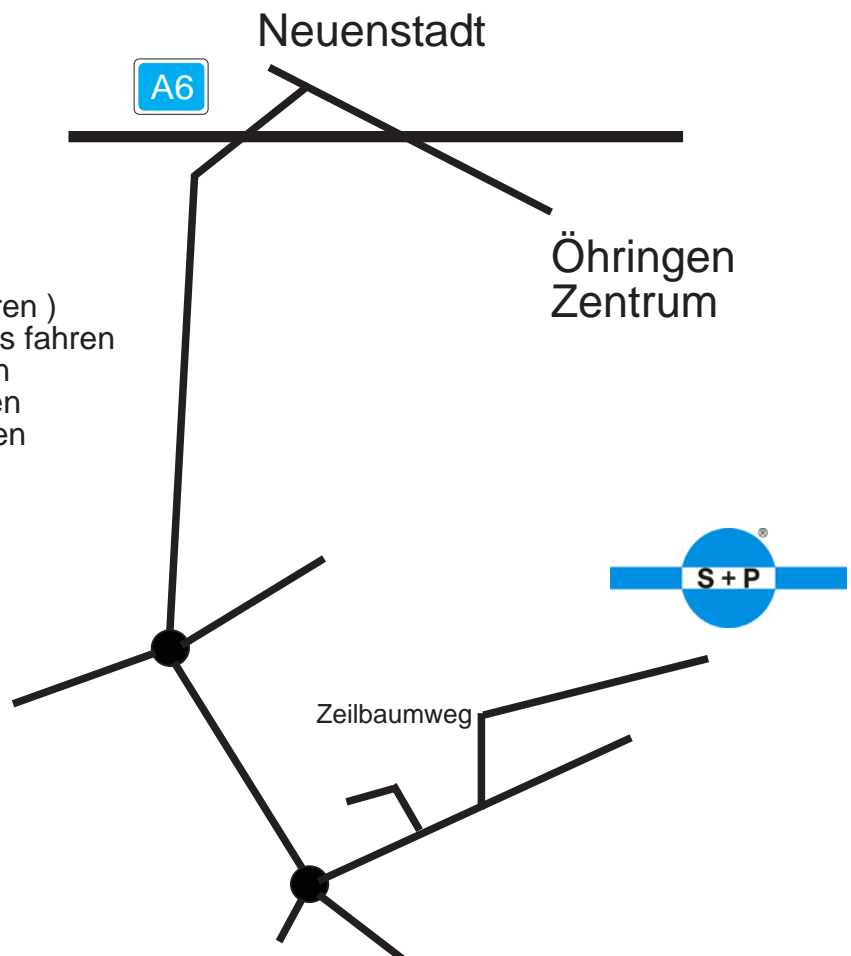 Neuenstadt
A6
Öhringen
Zentrum
ren )
s fahren
n
en
en
®
S + P
Zeilbaumweg